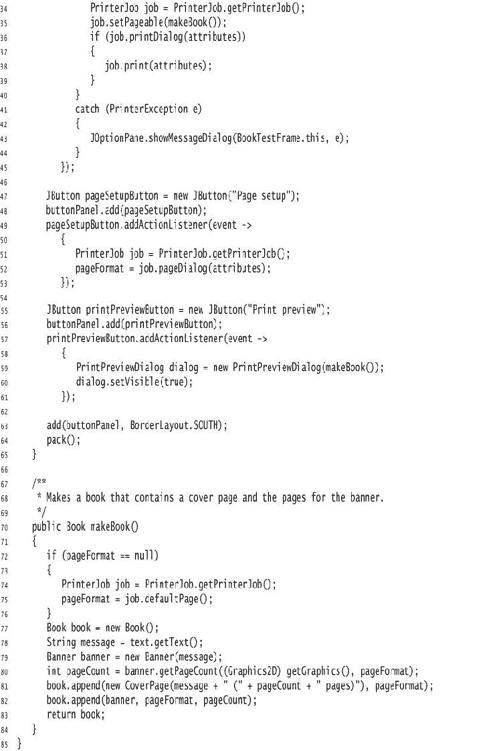 34 PrinterJob job = PrinterJob.getPrinterJob();
35 job.setPageable(makeBook());
36 if (job.printDialog(attributes))
37 {
38 job.print(attributes);
39 }
40 }
41 catch (PrinterException e)
42 {
43 JOptionPane.showMessageDialog(BookTestFrame.this, e);
44 }
45 });
46
47 JButton pageSetupButton = new JButton("Page setup");
48 buttonPanel.add(pageSetupButton);
49 pageSetupButton.addActionListener(event ->
50 {
51 PrinterJob job = PrinterJob.getPrinterJob();
52 pageFormat = job.pageDialog(attributes);
53 });
54
55 JButton printPreviewButton = new JButton("Print preview");
56 buttonPanel.add(printPreviewButton);
57 printPreviewButton.addActionListener(event ->
58 {
59 PrintPreviewDialog dialog = new PrintPreviewDialog(makeBook());
60 dialog.setVisible(true);
61 });
62
63 add(buttonPanel, BorderLayout.SOUTH);
64 pack();
65 }
66
67 /**
68 * Makes a book that contains a cover page and the pages for the banner.
69 */
70 public Book makeBook()
71 {
72 if (pageFormat == null)
73 {
74 PrinterJob job = PrinterJob.getPrinterJob();
75 pageFormat = job.defaultPage();
76 }
77 Book book = new Book();
78 String message = text.getText();
79 Banner banner = new Banner(message);
80 int pageCount = banner.getPageCount((Graphics2D) getGraphics(), pageFormat);
81 book.append(new CoverPage(message + " (" + pageCount + " pages)"), pageFormat);
82 book.append(banner, pageFormat, pageCount);
83 return book;
84 }
85 }